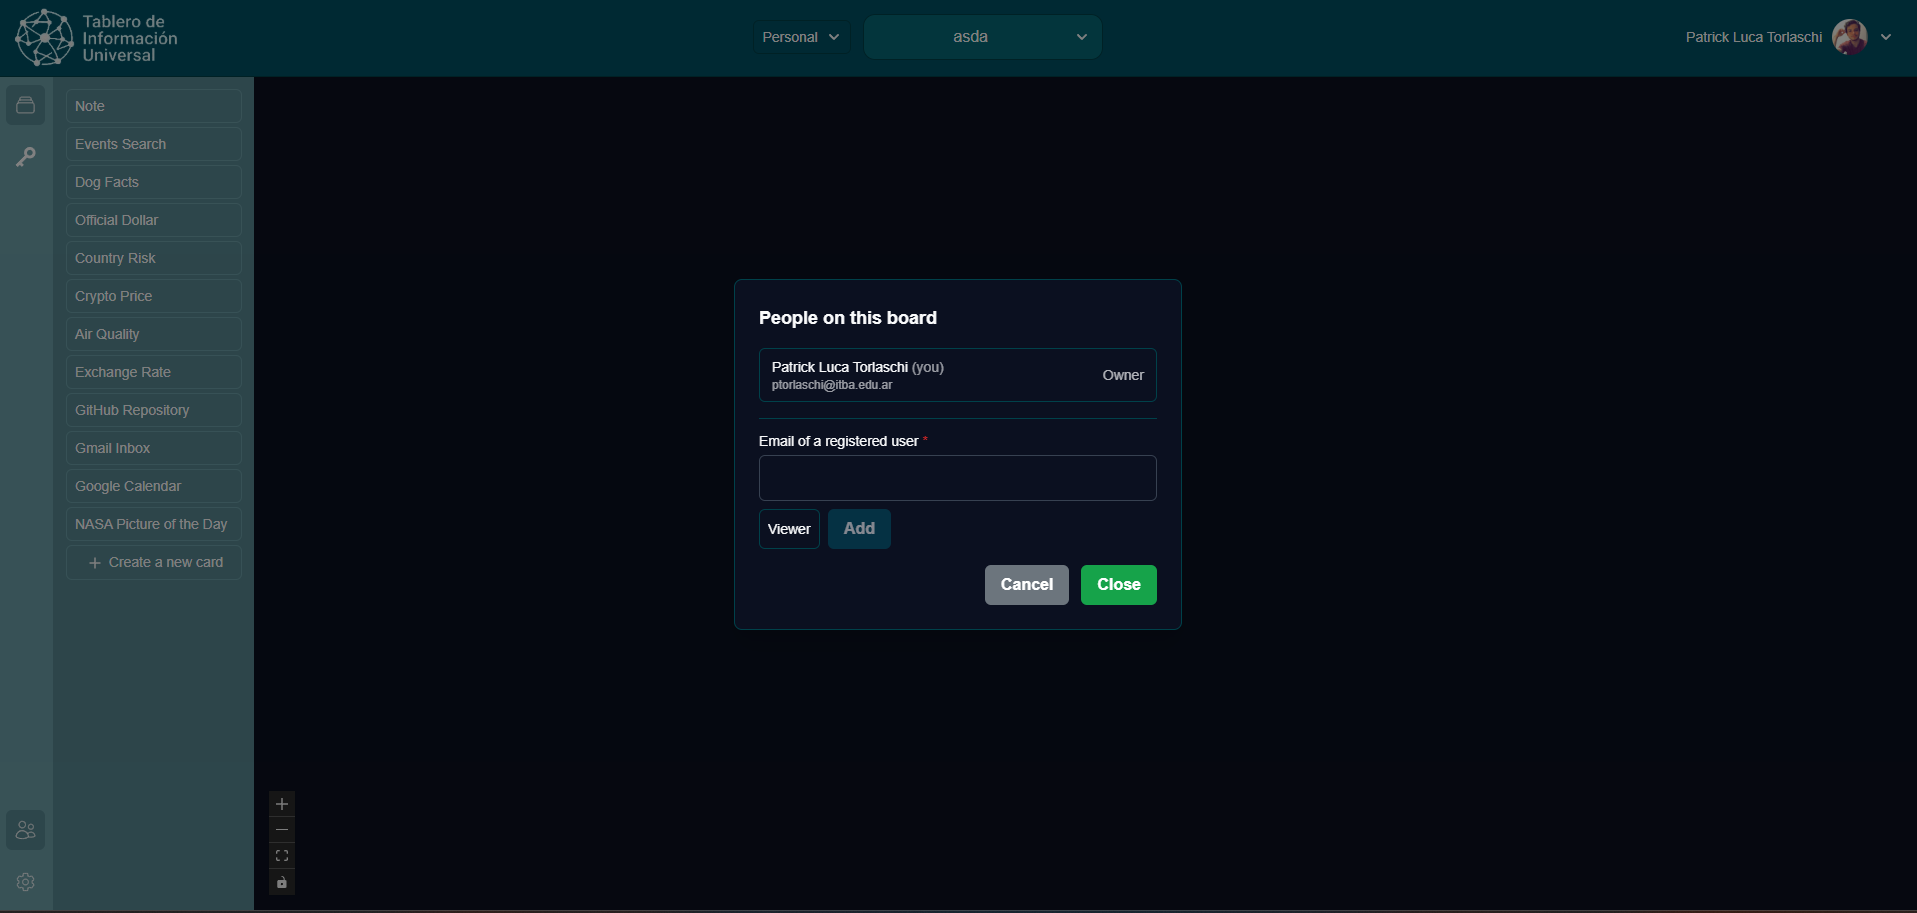 Tablero de
Información
Universal
Personal
asda
Patrick Luca Torlaschi
Note
Events Search
Dog Facts
Official Dollar
Country Risk
Crypto Price
Air Quality
Exchange Rate
GitHub Repository
Gmail Inbox
Google Calendar
NASA Picture of the Day
+ Create a new card
People on this board
Patrick Luca Torlaschi (you)
ptorlaschi@itba.edu.ar
Owner
Email of a registered user *
Viewer
Add
Cancel
Close